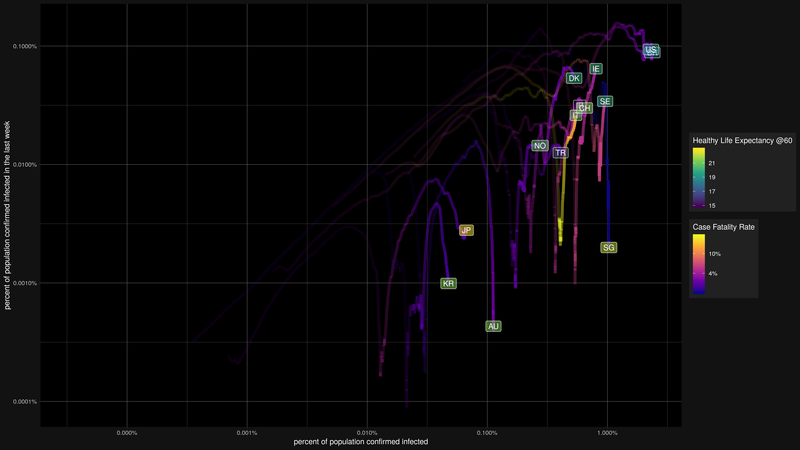 0.1000%
0.0100%
0.0010%
0.0001%
percent of population confirmed infected in the last week
US
IE
DK
SE
CH
NO
TR
SG
JP
KR
AU
0.000%
0.001%
0.010%
0.100%
1.000%
percent of population confirmed infected
Healthy Life Expectancy @60
21
19
17
15
Case Fatality Rate
10%
4%